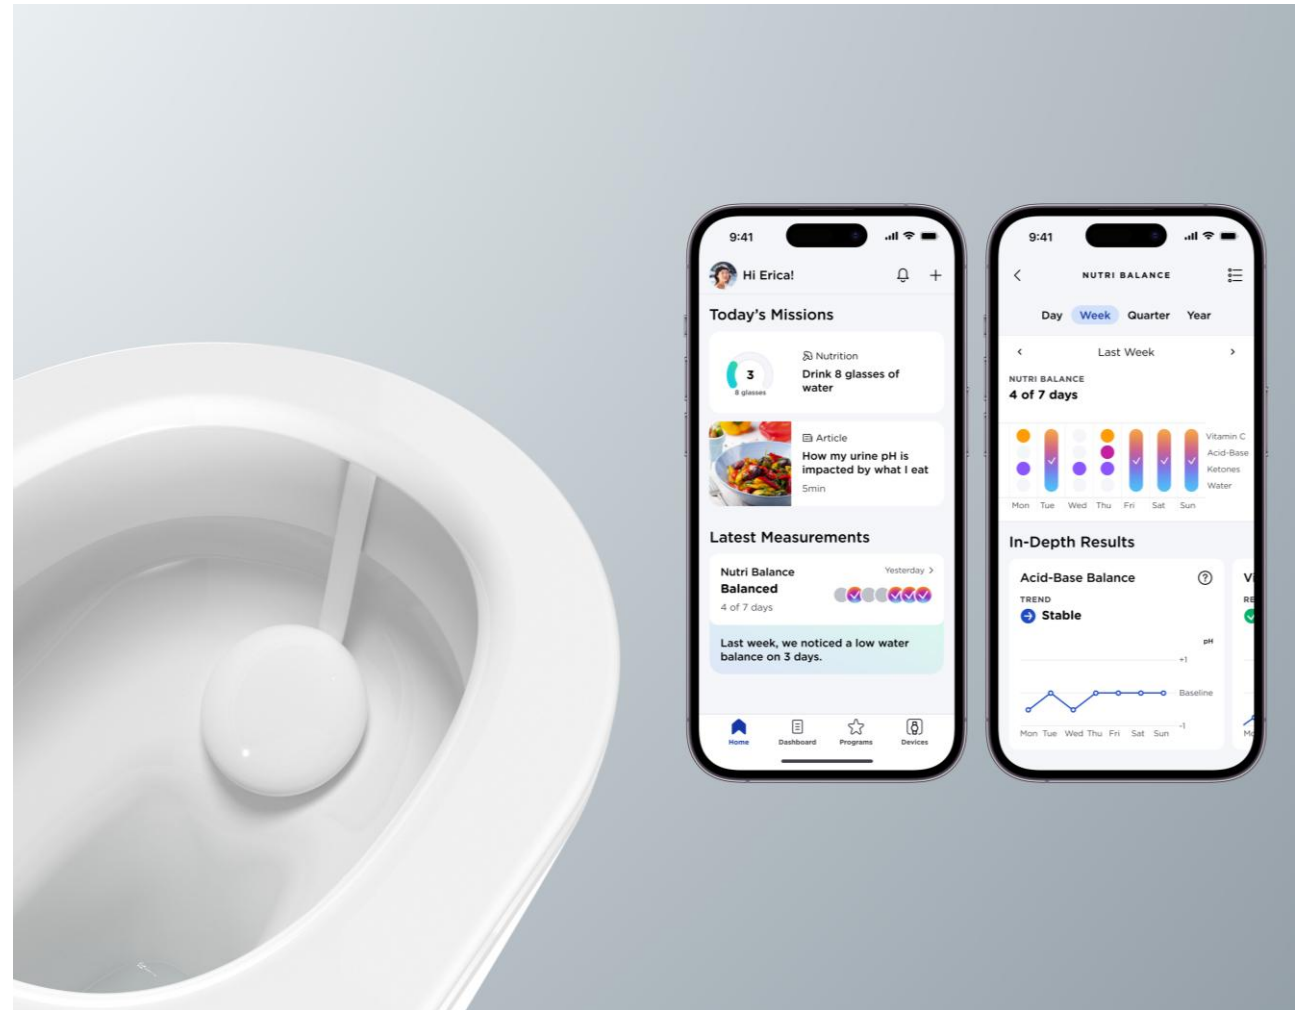 9:41
Hi Erica!
Today's Missions
3
8 glasses
Nutrition
Drink 8 glasses of
water
Article
How my urine pH is
impacted by what I eat
5min
Latest Measurements
Nutri Balance
Yesterday
Balanced
4 of 7 days
Last week, we noticed a low water
balance on 3 days.
Home Dashboard Programs Devices
9:41
NUTRI BALANCE
Day Week Quarter Year
Last Week
NUTRI BALANCE
4 of 7 days
Vitamin C
Acid-Base
Ketones
Water
Mon Tue Wed Thu Fri Sat Sun
In-Depth Results
Acid-Base Balance
?
TREND
Stable
pH
+1
Baseline
-1
Mon Tue Wed Thu Fri Sat Sun